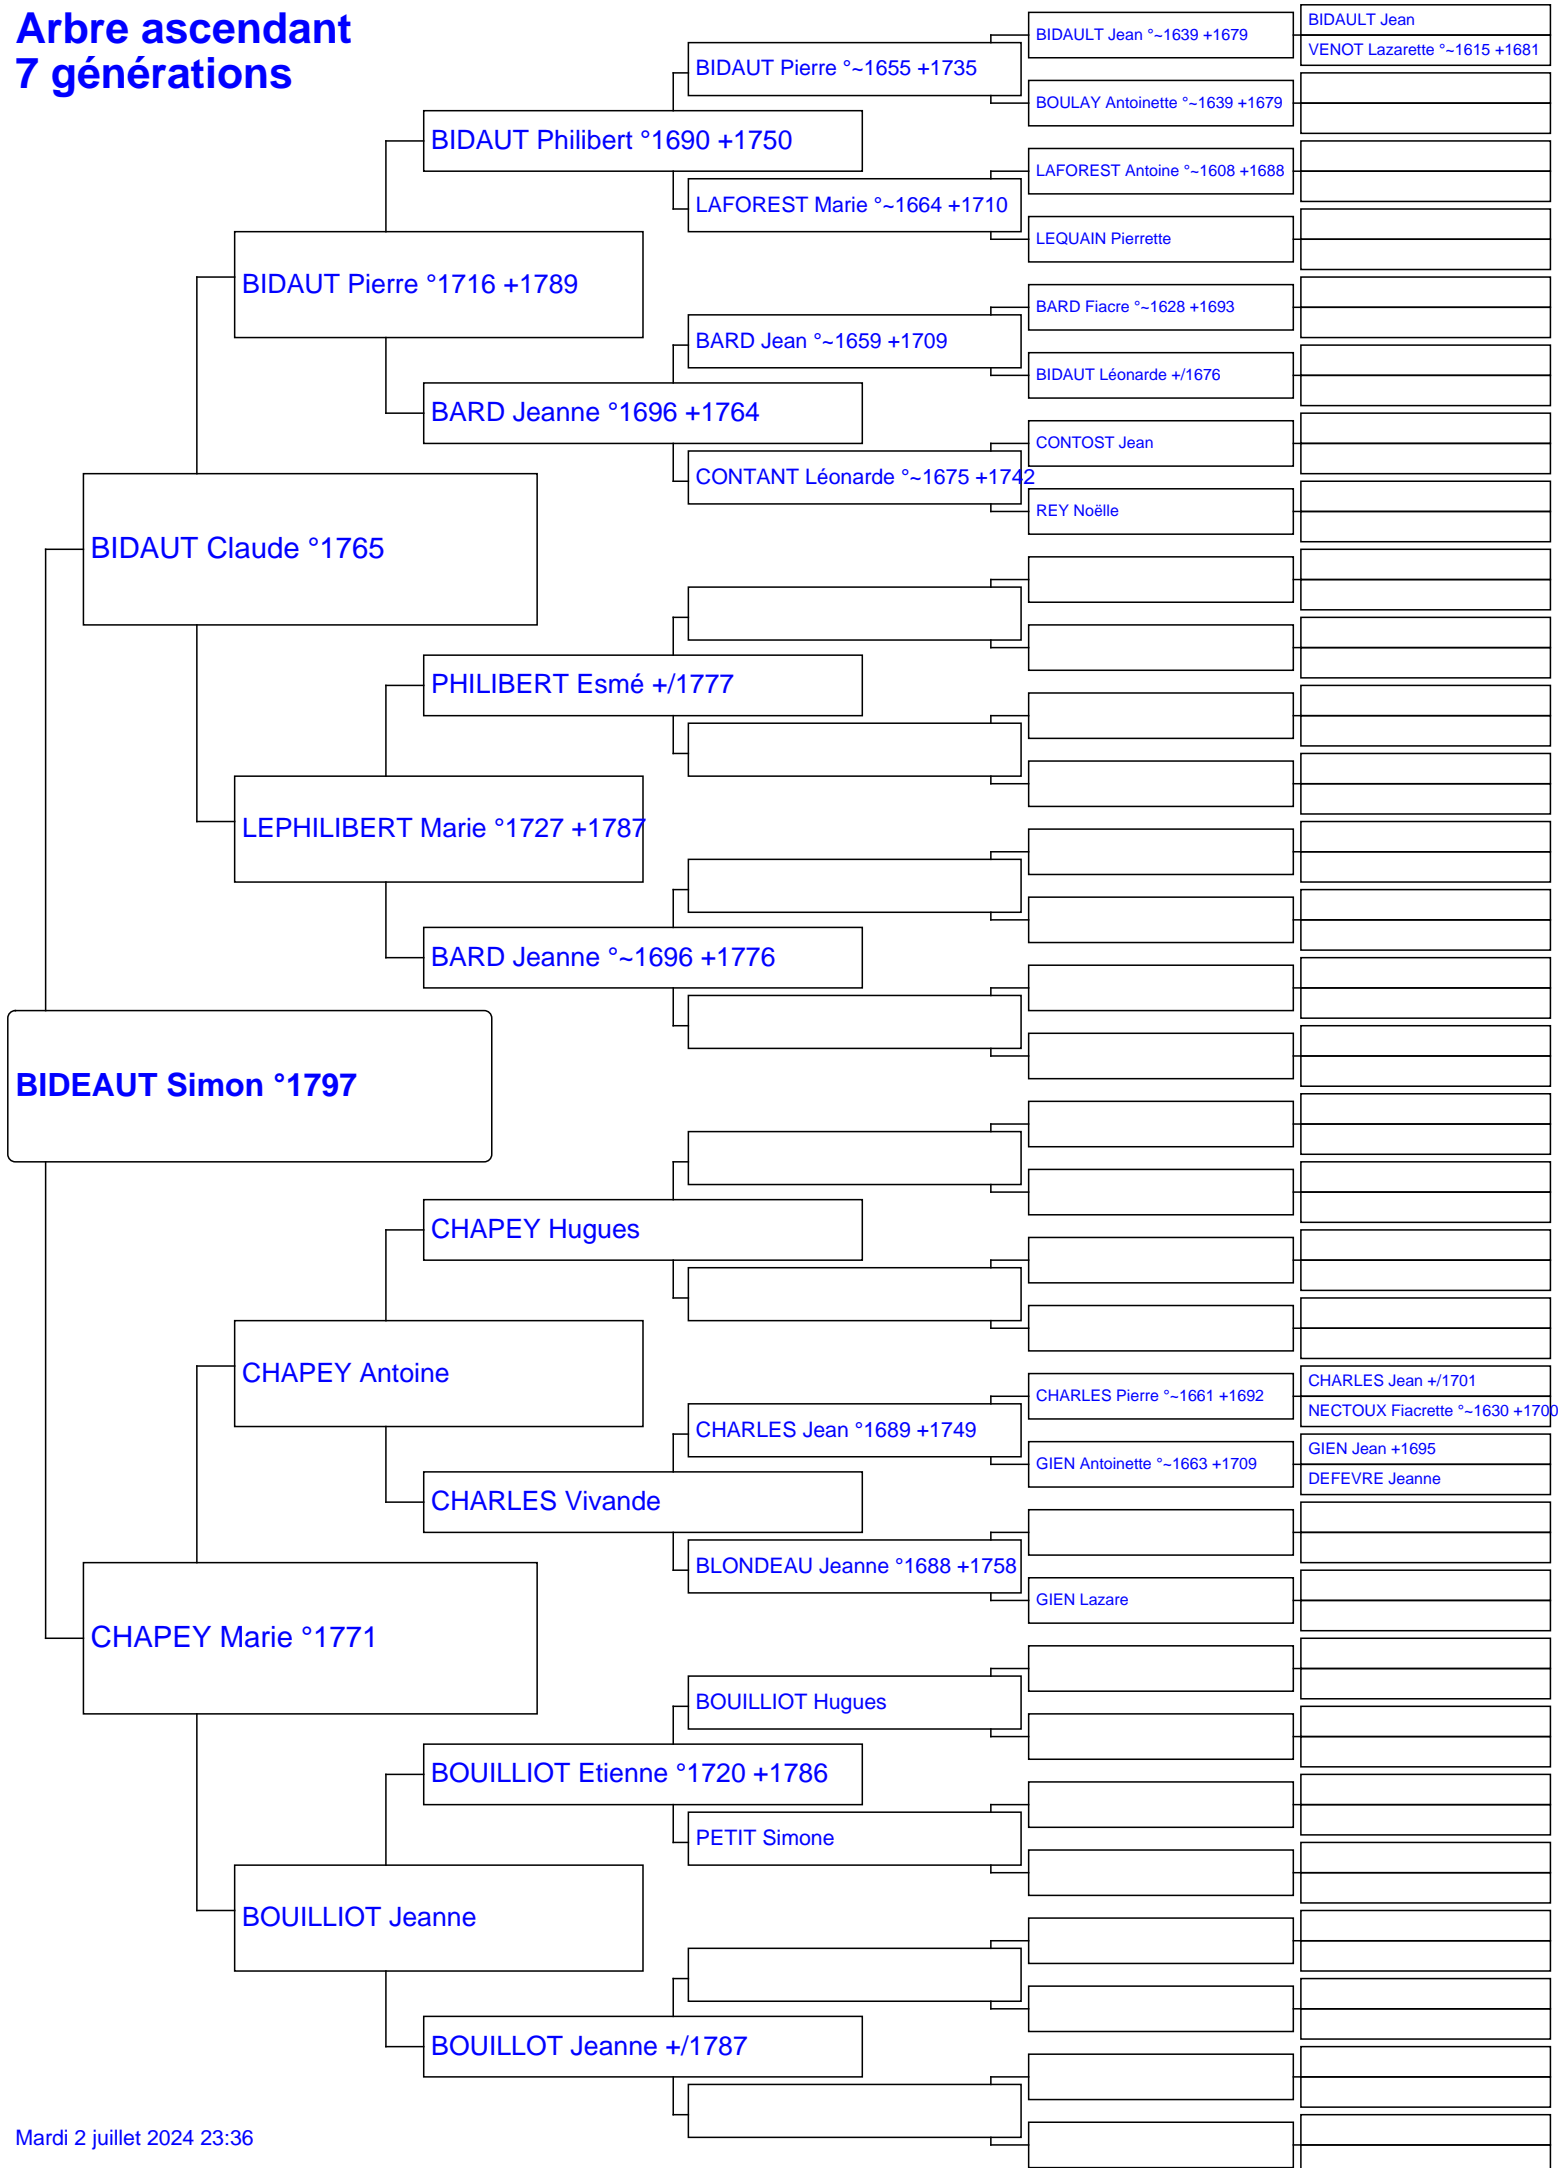 Arbre ascendant
7 générations
BIDAULT Jean
VENOT Lazarette °~1615 +1681
BIDAULT Jean °~1639 +1679
BIDAUT Pierre °~1655 +1735
BOULAY Antoinette °~1639 +1679
BIDAUT Philibert °1690 +1750
LAFOREST Antoine °~1608 +1688
LAFOREST Marie °~1664 +1710
LEQUAIN Pierrette
BIDAUT Pierre °1716 +1789
BARD Fiacre °~1628 +1693
BARD Jean °~1659 +1709
BIDAUT Léonarde +/1676
BARD Jeanne °1696 +1764
CONTOST Jean
CONTANT Léonarde °~1675 +1742
REY Noëlle
BIDAUT Claude °1765
PHILIBERT Esmé +/1777
LEPHILIBERT Marie °1727 +1787
BARD Jeanne °~1696 +1776
BIDEAUT Simon °1797
CHAPEY Hugues
CHAPEY Antoine
CHARLES Jean +/1701
CHARLES Pierre °~1661 +1692
NECTOUX Fiacrette °~1630 +1700
CHARLES Jean °1689 +1749
GIEN Jean +1695
GIEN Antoinette °~1663 +1709
DEFEVRE Jeanne
CHARLES Vivande
BLONDEAU Jeanne °1688 +1758
GIEN Lazare
CHAPEY Marie °1771
BOUILLIOT Hugues
BOUILLIOT Etienne °1720 +1786
PETIT Simone
BOUILLIOT Jeanne
BOUILLOT Jeanne +/1787
Mardi 2 juillet 2024 23:36